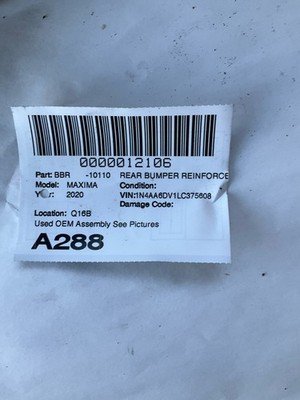 0000012106
Part: BBR -10110 REAR BUMPER REINFORCE
Model: MAXIMA Condition:
Year: 2020 VIN:1N4AA6DV1LC375608
Damage Code:
Location: Q16B
Used OEM Assembly See Pictures
A288